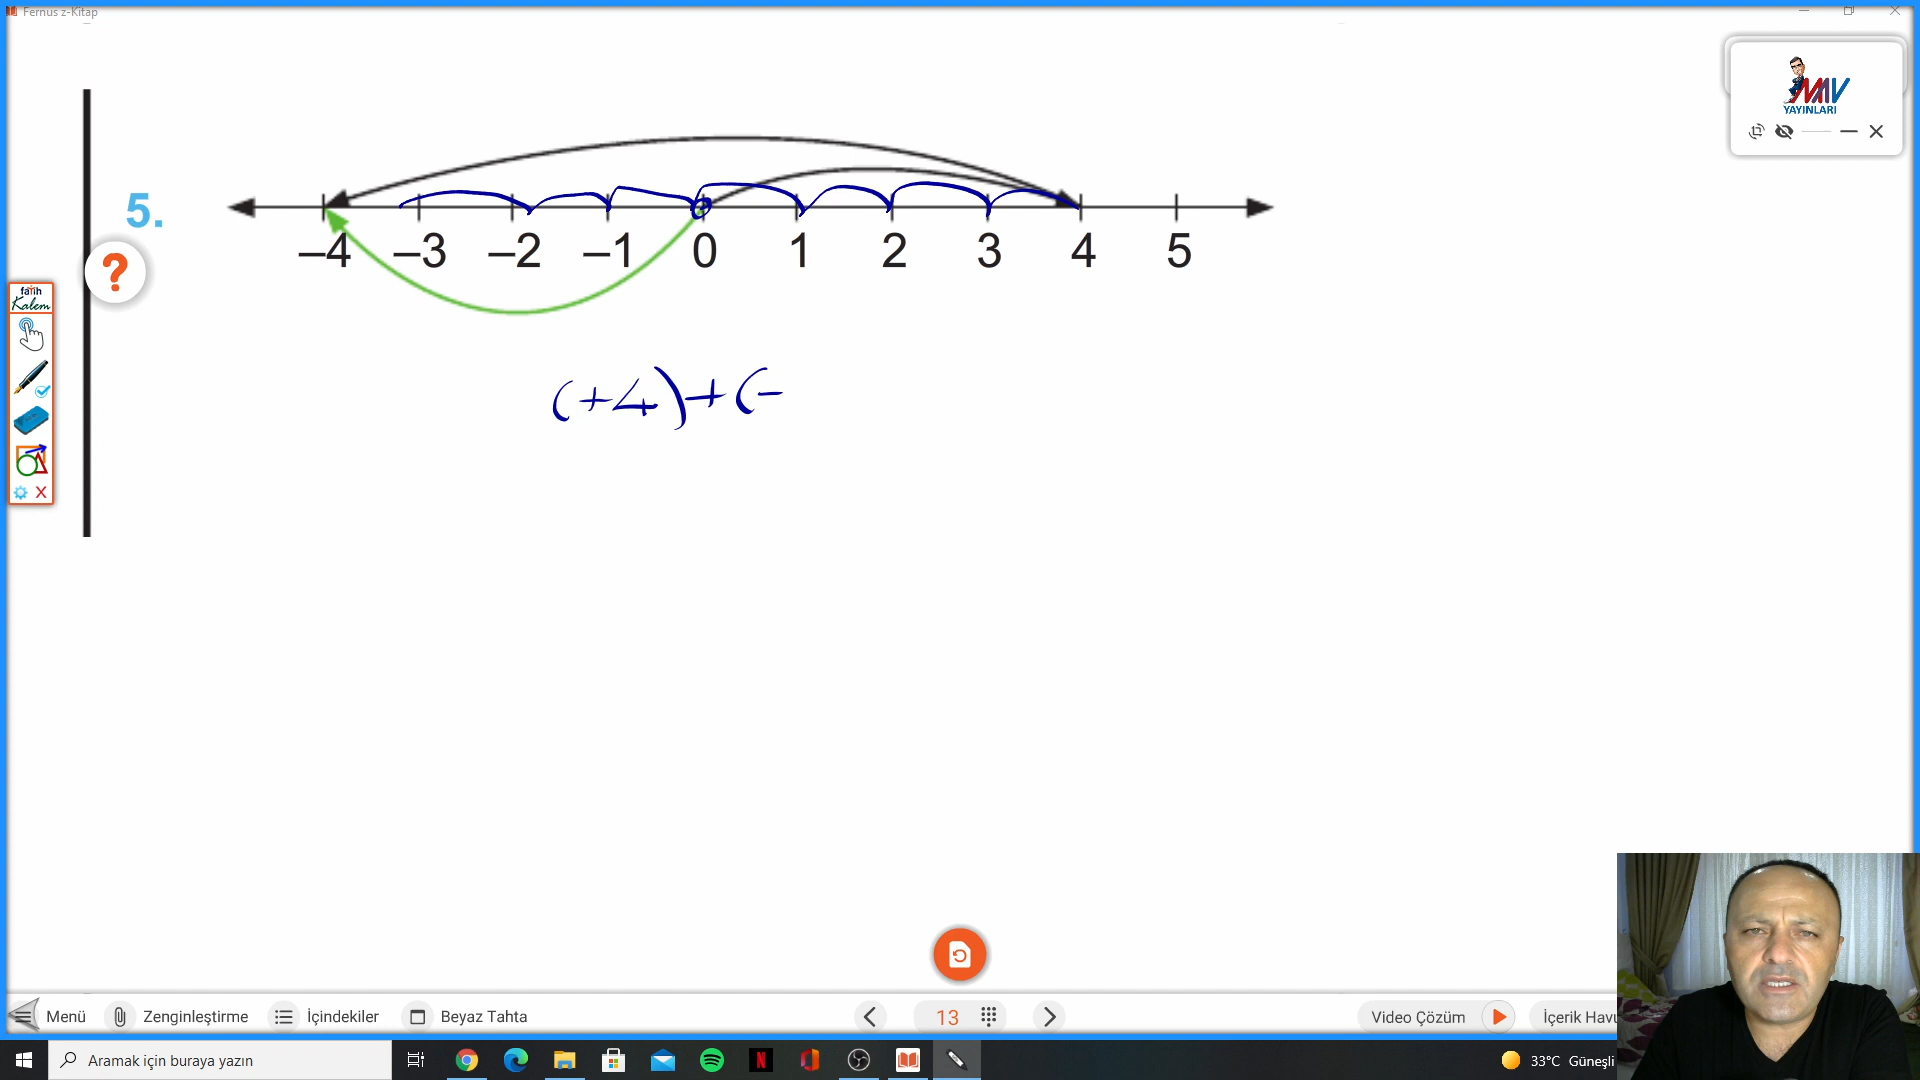 Fernus z-Kitap
MAV
YAYINLARI
5.
–4 –3 –2 –1 0 1 2 3 4 5
?
fatih
Kalem
(+4)+(-
Menü
Zenginleştirme
İçindekiler
Beyaz Tahta
13
Video Çözüm
İçerik Havu
Aramak için buraya yazın
33°C Güneşli